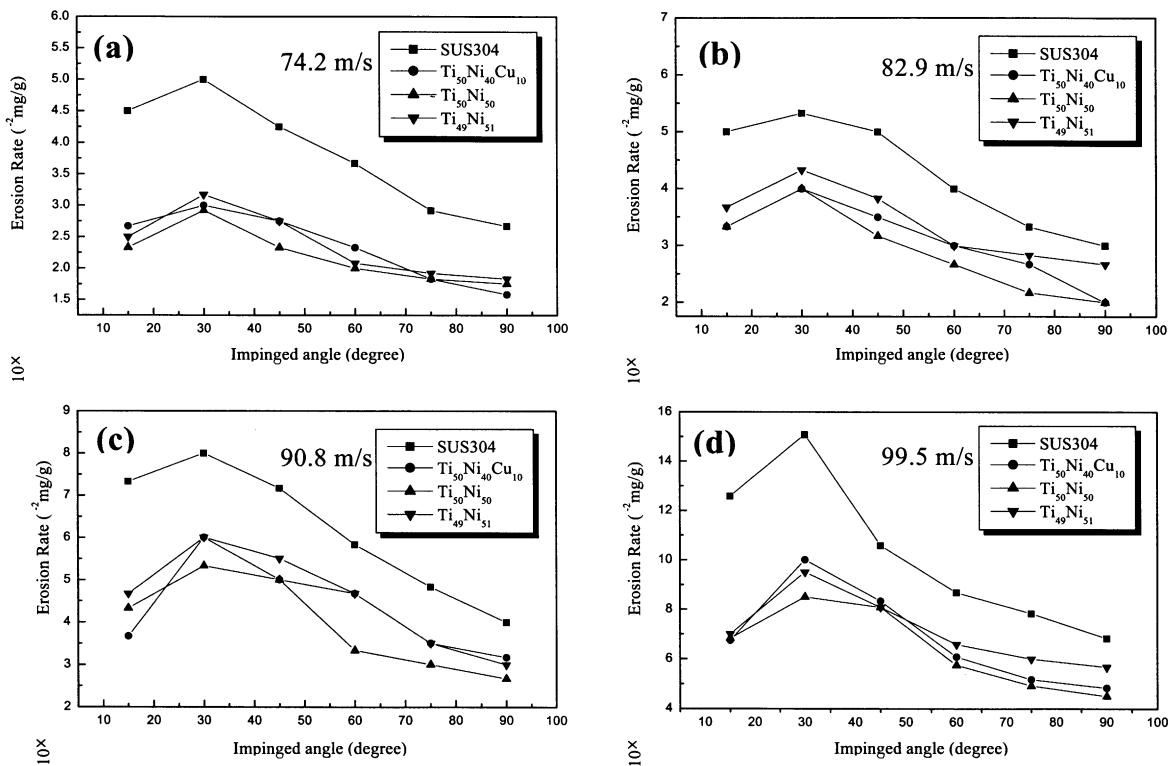 (a)
74.2 m/s
SUS304
Ti50Ni40Cu10
Ti50Ni50
Ti49Ni51
Erosion Rate ( -2mg/g)
6.0
5.5
5.0
4.5
4.0
3.5
3.0
2.5
2.0
1.5
10 20 30 40 50 60 70 80 90 100
Impinged angle (degree)
10×
(b)
82.9 m/s
SUS304
Ti50Ni40Cu10
Ti50Ni50
Ti49Ni51
Erosion Rate ( -2mg/g)
7
6
5
4
3
2
10 20 30 40 50 60 70 80 90 100
Impinged angle (degree)
10×
(c)
90.8 m/s
SUS304
Ti50Ni40Cu10
Ti50Ni50
Ti49Ni51
Erosion Rate ( -2mg/g)
9
8
7
6
5
4
3
2
10 20 30 40 50 60 70 80 90 100
Impinged angle (degree)
10×
(d)
99.5 m/s
SUS304
Ti50Ni40Cu10
Ti50Ni50
Ti49Ni51
Erosion Rate ( -2mg/g)
16
14
12
10
8
6
4
10 20 30 40 50 60 70 80 90 100
Impinged angle (degree)
10×